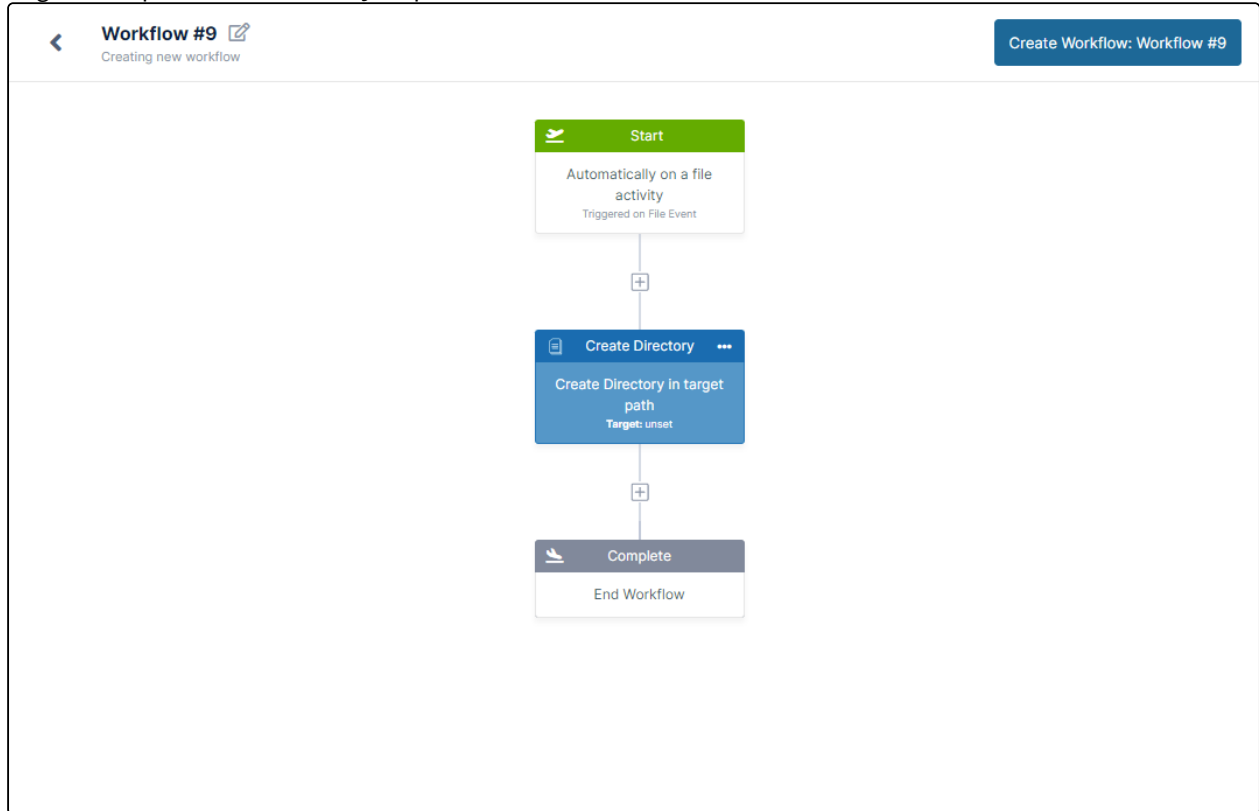 Workflow #9
Creating new workflow
Create Workflow: Workflow #9
Start
Automatically on a file
activity
Triggered on File Event
Create Directory
Create Directory in target
path
Target: unset
Complete
End Workflow